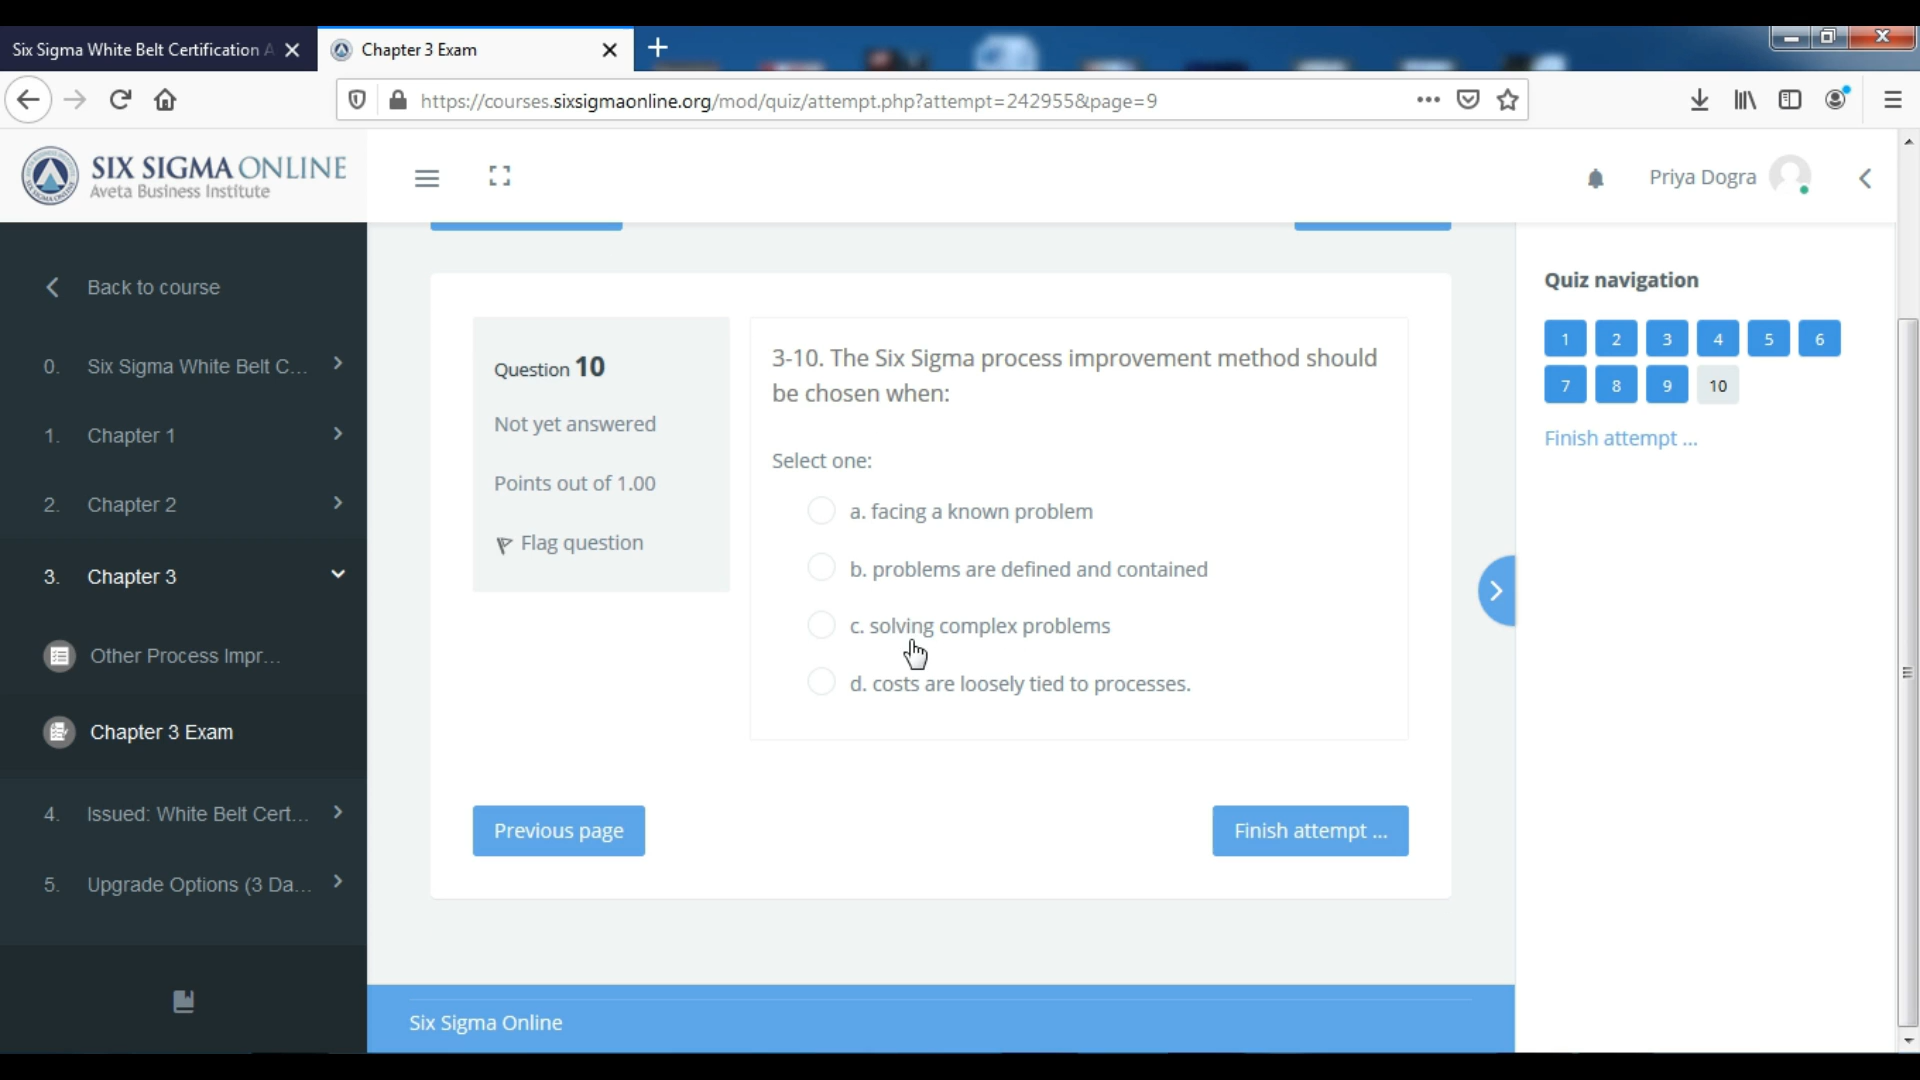 Six Sigma White Belt Certification A
Chapter 3 Exam
https://courses.sixsigmaonline.org/mod/quiz/attempt.php?attempt=242955&page=9
SIX SIGMA ONLINE
Aveta Business Institute
Priya Dogra
Back to course
0. Six Sigma White Belt C...
1. Chapter 1
2. Chapter 2
3. Chapter 3
Other Process Impr...
Chapter 3 Exam
4. Issued: White Belt Cert...
5. Upgrade Options (3 Da...
Question 10
Not yet answered
Points out of 1.00
Flag question
3-10. The Six Sigma process improvement method should
be chosen when:
Select one:
a. facing a known problem
b. problems are defined and contained
c. solving complex problems
d. costs are loosely tied to processes.
Previous page
Finish attempt ...
Quiz navigation
1 2 3 4 5 6
7 8 9 10
Finish attempt ...
Six Sigma Online